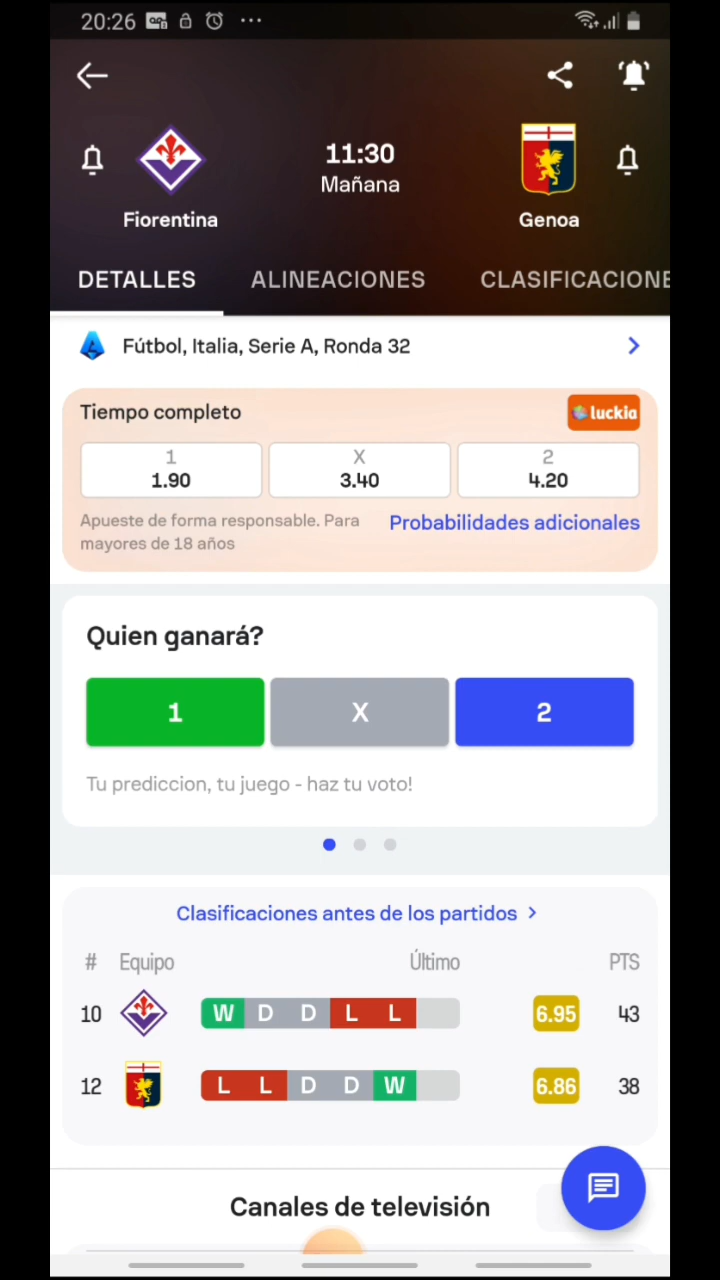 20:26
11:30
Mañana
Fiorentina
Genoa
DETALLES ALINEACIONES CLASIFICACIONE
Fútbol, Italia, Serie A, Ronda 32
Tiempo completo luckia
1 X 2
1.90 3.40 4.20
Apueste de forma responsable. Para
mayores de 18 años
Probabilidades adicionales
Quien ganará?
1 X 2
Tu prediccion, tu juego - haz tu voto!
Clasificaciones antes de los partidos
# Equipo Último PTS
10 W D D L L 6.95 43
12 L L D D W 6.86 38
Canales de televisión